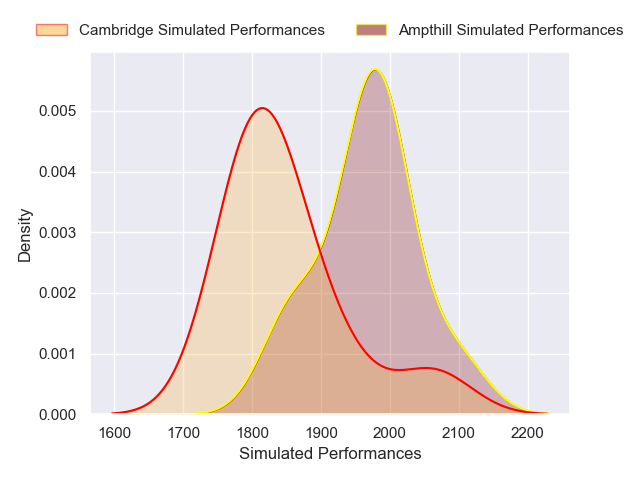 Cambridge Simulated Performances Ampthill Simulated Performances
0.005
0.004
0.003
0.002
0.001
0.000
Density
1600 1700 1800 1900 2000 2100 2200
Simulated Performances